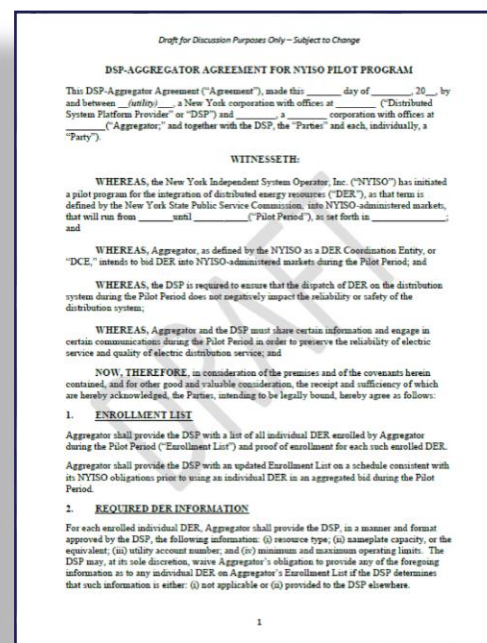 Draft for Discussion Purposes Only – Subject to Change
DSP-AGGREGATOR AGREEMENT FOR NYISO PILOT PROGRAM
This DSP-Aggregator Agreement ("Agreement"), made this _______ day of ________, 20__, by
and between __(utility)__, a New York corporation with offices at ________ ("Distributed
System Platform Provider" or "DSP") and ________, a ________ corporation with offices at
________("Aggregator;" and together with the DSP, the "Parties" and each, individually, a
"Party").
WITNESSETH:
WHEREAS, the New York Independent System Operator, Inc. ("NYISO") has initiated
a pilot program for the integration of distributed energy resources ("DER"), as that term is
defined by the New York State Public Service Commission, into NYISO-administered markets,
that will run from _______until _______("Pilot Period"), as set forth in ______________;
and
WHEREAS, Aggregator, as defined by the NYISO as a DER Coordination Entity, or
"DCE," intends to bid DER into NYISO-administered markets during the Pilot Period; and
WHEREAS, the DSP is required to ensure that the dispatch of DER on the distribution
system during the Pilot Period does not negatively impact the reliability or safety of the
distribution system;
WHEREAS, Aggregator and the DSP must share certain information and engage in
certain communications during the Pilot Period in order to preserve the reliability of electric
service and quality of electric distribution service; and
NOW, THEREFORE, in consideration of the premises and of the covenants herein
contained, and for other good and valuable consideration, the receipt and sufficiency of which
are hereby acknowledged, the Parties, intending to be legally bound, hereby agree as follows:
1. ENROLLMENT LIST
Aggregator shall provide the DSP with a list of all individual DER enrolled by Aggregator
during the Pilot Period ("Enrollment List") and proof of enrollment for each such enrolled DER.
Aggregator shall provide the DSP with an updated Enrollment List on a schedule consistent with
its NYISO obligations prior to using an individual DER in an aggregated bid during the Pilot
Period.
2. REQUIRED DER INFORMATION
For each enrolled individual DER, Aggregator shall provide the DSP, in a manner and format
approved by the DSP, the following information: (i) resource type; (ii) nameplate capacity, or the
equivalent; (iii) utility account number; and (iv) minimum and maximum operating limits. The
DSP may, at its sole discretion, waive Aggregator's obligation to provide any of the foregoing
information as to any individual DER on Aggregator's Enrollment List if the DSP determines
that such information is either: (i) not applicable or (ii) provided to the DSP elsewhere.
1
DRAFT